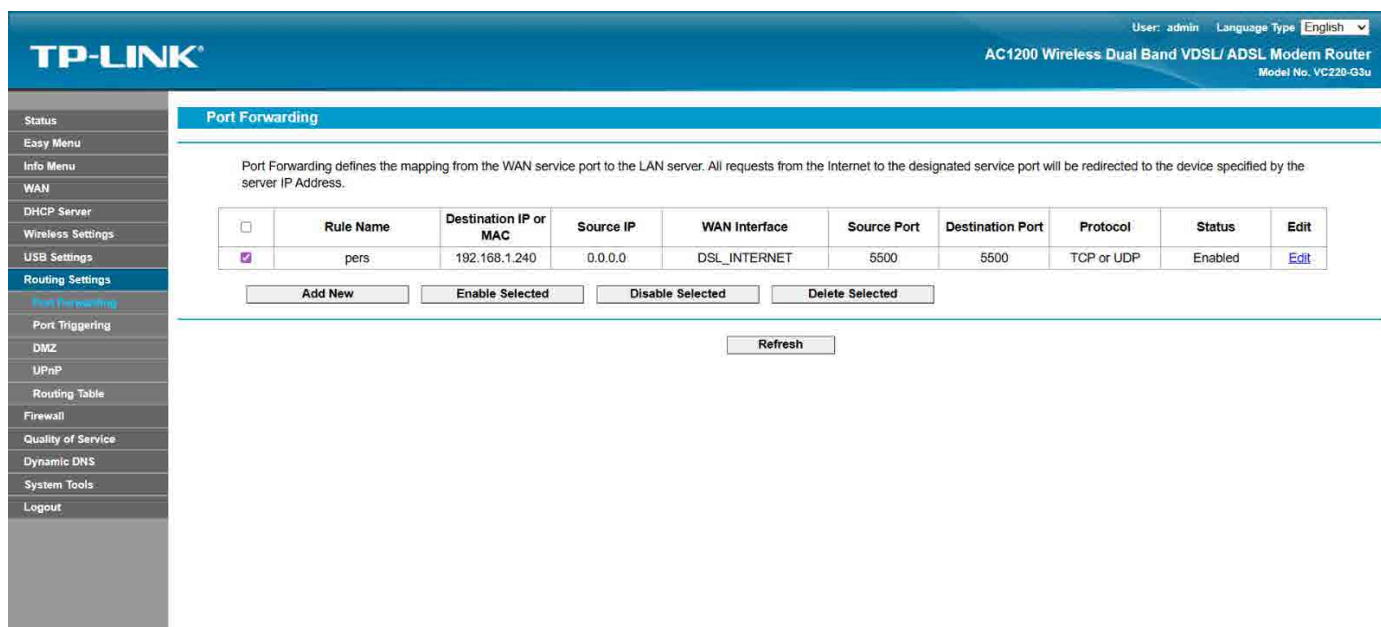 User: admin Language Type English
TP-LINK®
AC1200 Wireless Dual Band VDSL/ ADSL Modem Router
Model No. VC220-G3u
Status
Easy Menu
Info Menu
WAN
DHCP Server
Wireless Settings
USB Settings
Routing Settings
Port Forwarding
Port Triggering
DMZ
UPnP
Routing Table
Firewall
Quality of Service
Dynamic DNS
System Tools
Logout
Port Forwarding
Port Forwarding defines the mapping from the WAN service port to the LAN server. All requests from the Internet to the designated service port will be redirected to the device specified by the
server IP Address.
Rule Name Destination IP or MAC Source IP WAN Interface Source Port Destination Port Protocol Status Edit
pers 192.168.1.240 0.0.0.0 DSL_INTERNET 5500 5500 TCP or UDP Enabled Edit
Add New Enable Selected Disable Selected Delete Selected
Refresh